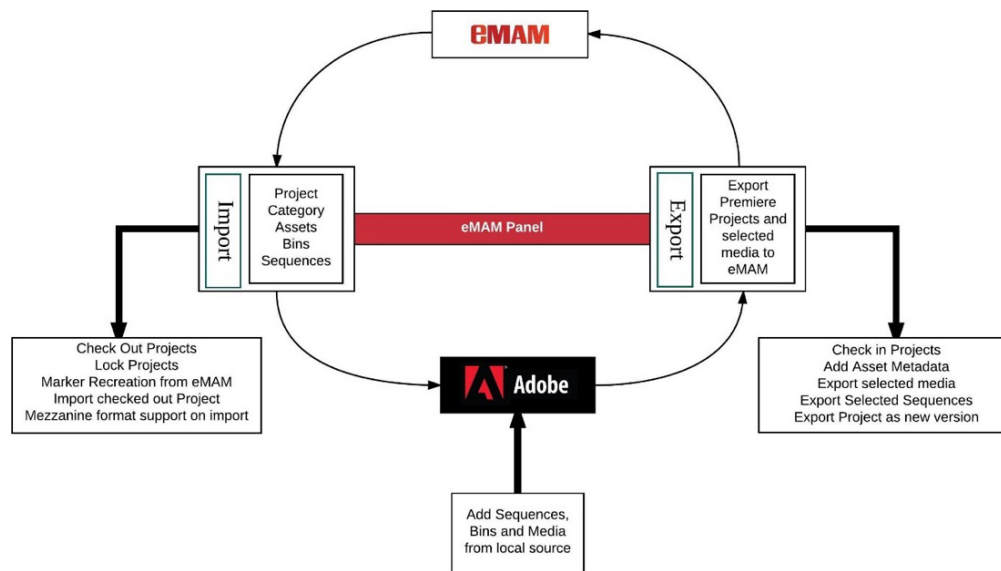 eMAM
Import
Project
Category
Assets
Bins
Sequences
eMAM Panel
Export
Export
Premiere
Projects and
selected
media to
eMAM
Check Out Projects
Lock Projects
Marker Recreation from eMAM
Import checked out Project
Mezzanine format support on import
Adobe
Check in Projects
Add Asset Metadata
Export selected media
Export Selected Sequences
Export Project as new version
Add Sequences,
Bins and Media
from local source